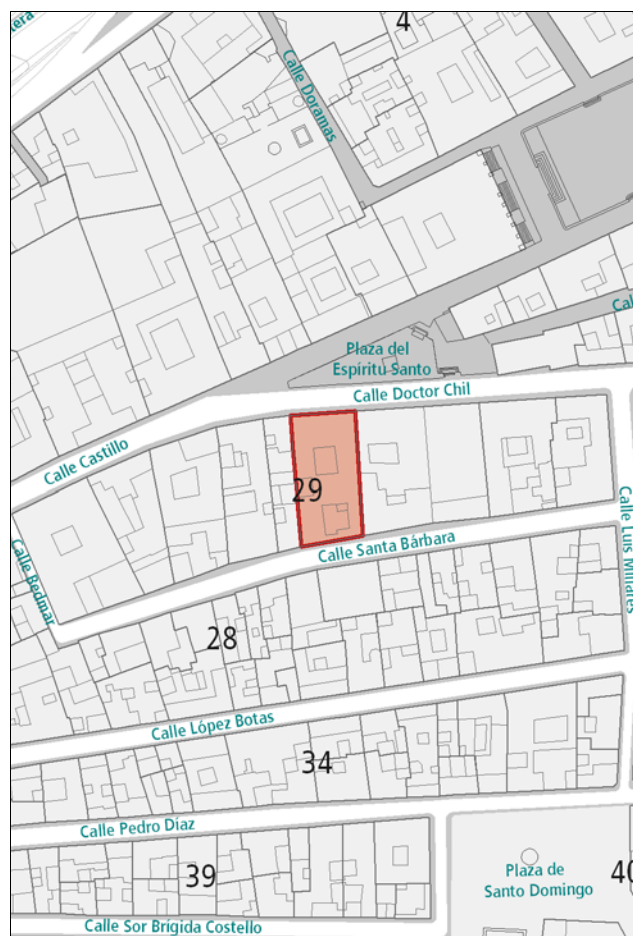 4
Calle Doramas
Plaza del
Espíritu Santo
Calle Doctor Chil
Calle Castillo
29
Calle Santa Bárbara
Calle Luis Millares
Calle Bedmar
28
Calle López Botas
34
Calle Pedro Díaz
39
Plaza de
Santo Domingo
40
Calle Sor Brígida Costello